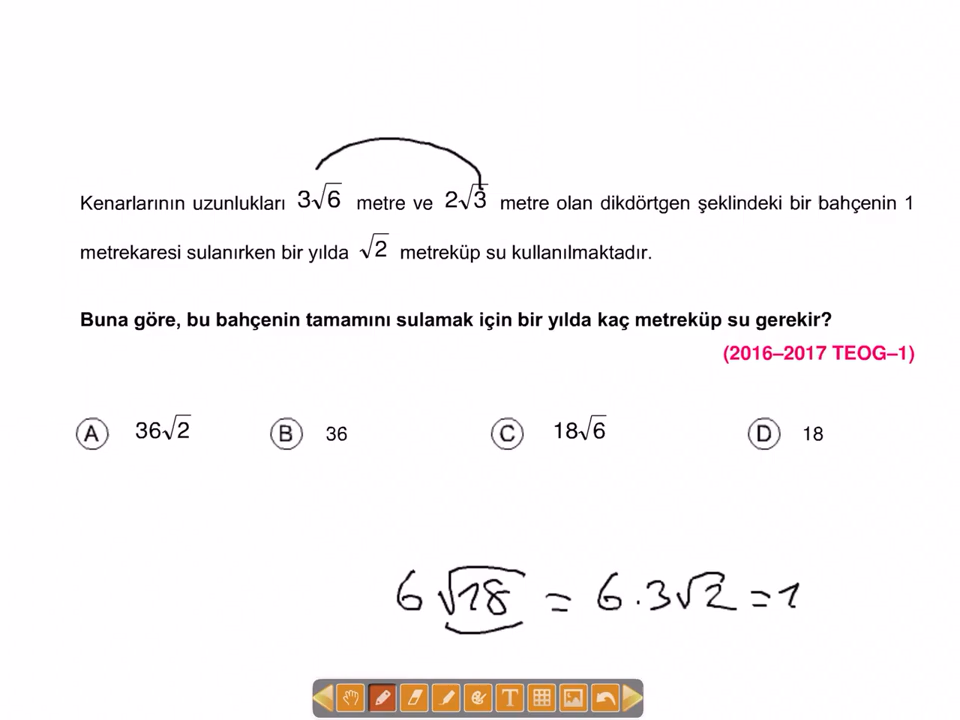 Kenarlarının uzunlukları 3√6 metre ve 2√3 metre olan dikdörtgen şeklindeki bir bahçenin 1
metrekaresi sulanırken bir yılda √2 metreküp su kullanılmaktadır.
Buna göre, bu bahçenin tamamını sulamak için bir yılda kaç metreküp su gerekir?
(2016–2017 TEOG–1)
A 36√2 B 36 C 18√6 D 18
6√18 = 6.3√2 = 1
T